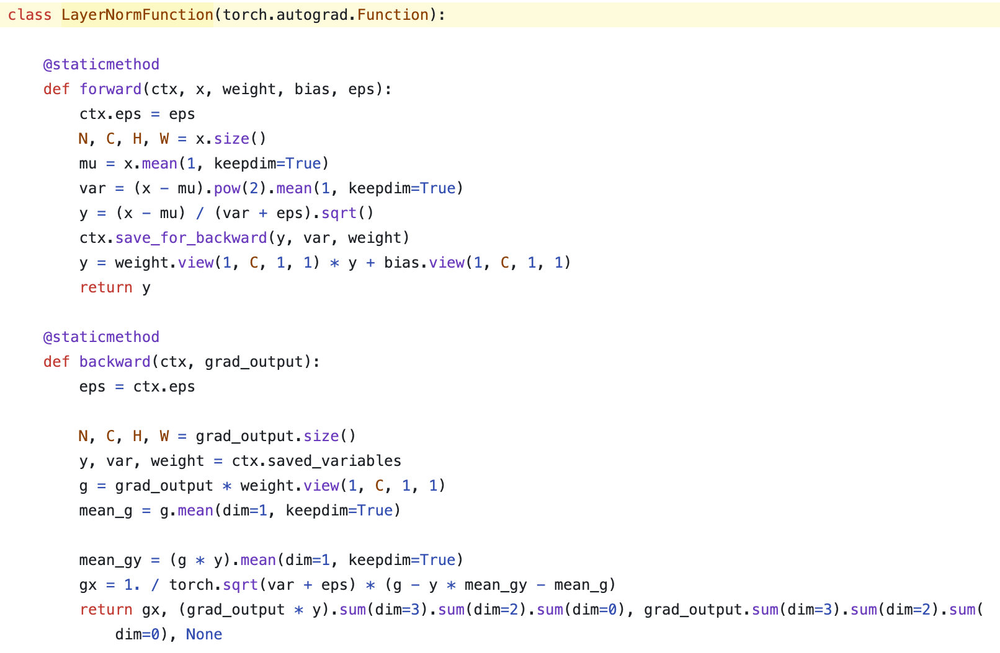 class LayerNormFunction(torch.autograd.Function):
@staticmethod
def forward(ctx, x, weight, bias, eps):
ctx.eps = eps
N, C, H, W = x.size()
mu = x.mean(1, keepdim=True)
var = (x - mu).pow(2).mean(1, keepdim=True)
y = (x - mu) / (var + eps).sqrt()
ctx.save_for_backward(y, var, weight)
y = weight.view(1, C, 1, 1) * y + bias.view(1, C, 1, 1)
return y
@staticmethod
def backward(ctx, grad_output):
eps = ctx.eps
N, C, H, W = grad_output.size()
y, var, weight = ctx.saved_variables
g = grad_output * weight.view(1, C, 1, 1)
mean_g = g.mean(dim=1, keepdim=True)
mean_gy = (g * y).mean(dim=1, keepdim=True)
gx = 1. / torch.sqrt(var + eps) * (g - y * mean_gy - mean_g)
return gx, (grad_output * y).sum(dim=3).sum(dim=2).sum(dim=0), grad_output.sum(dim=3).sum(dim=2).sum(
dim=0), None